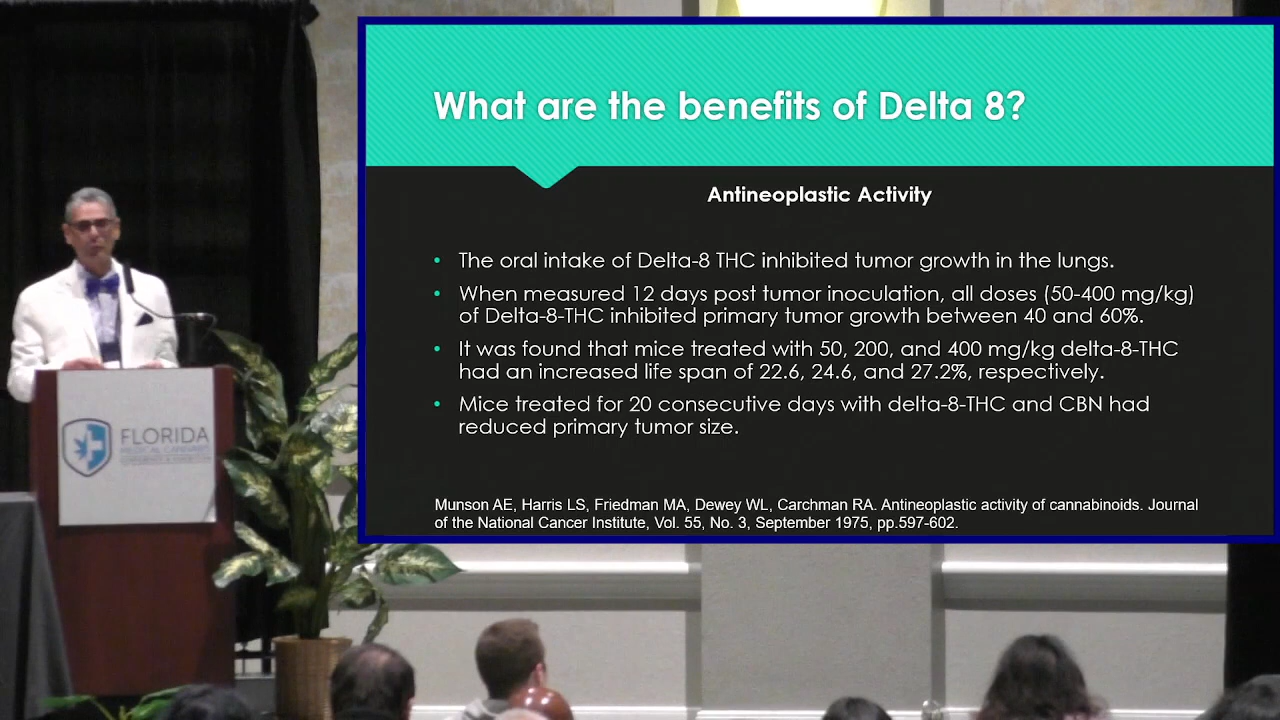 What are the benefits of Delta 8?
Antineoplastic Activity
• The oral intake of Delta-8 THC inhibited tumor growth in the lungs.
• When measured 12 days post tumor inoculation, all doses (50-400 mg/kg)
of Delta-8-THC inhibited primary tumor growth between 40 and 60%.
• It was found that mice treated with 50, 200, and 400 mg/kg delta-8-THC
had an increased life span of 22.6, 24.6, and 27.2%, respectively.
• Mice treated for 20 consecutive days with delta-8-THC and CBN had
reduced primary tumor size.
Munson AE, Harris LS, Friedman MA, Dewey WL, Carchman RA. Antineoplastic activity of cannabinoids. Journal
of the National Cancer Institute, Vol. 55, No. 3, September 1975, pp.597-602.
FLORIDA
MEDICAL CANNABIS